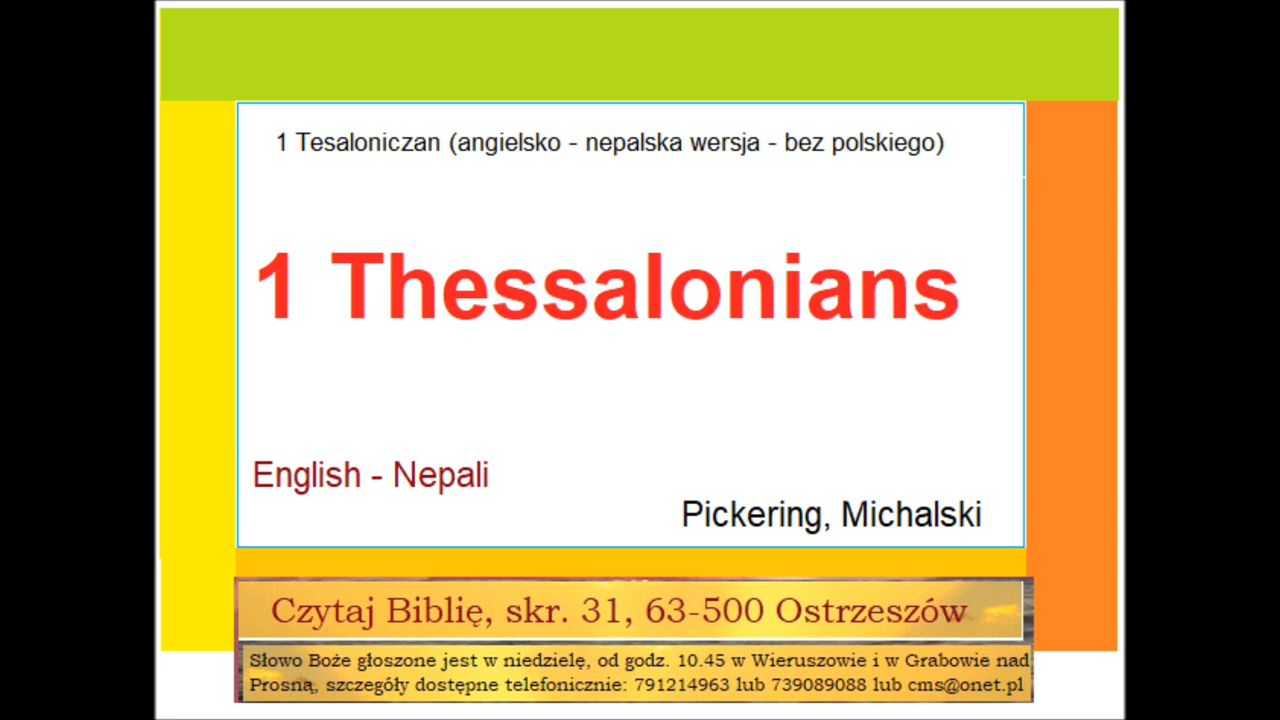 1 Tesaloniczan (angielsko - nepalska wersja - bez polskiego)
1 Thessalonians
English - Nepali
Pickering, Michalski
Czytaj Biblię, skr. 31, 63-500 Ostrzeszów
Słowo Boże głoszone jest w niedzielę, od godz. 10.45 w Wieruszowie i w Grabowie nad
Prosną, szczegóły dostępne telefonicznie: 791214963 lub 739089088 lub cms@onet.pl